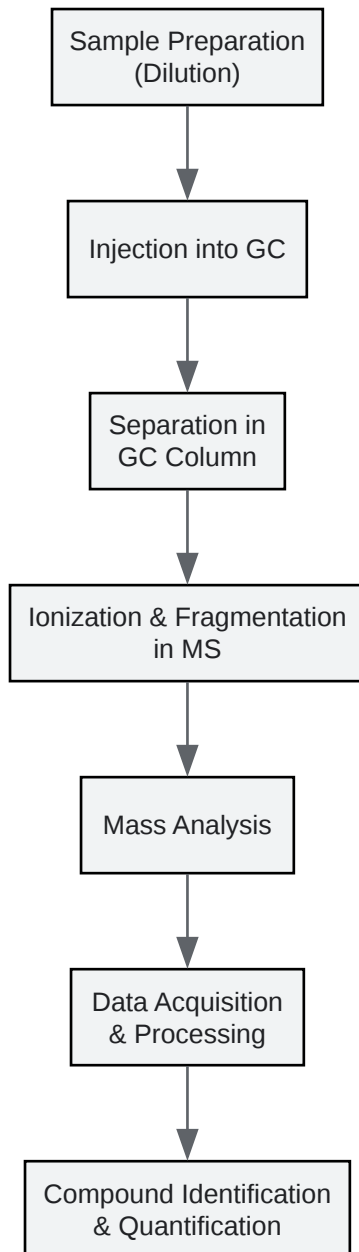 Sample Preparation
(Dilution)
Injection into GC
Separation in
GC Column
Ionization & Fragmentation
in MS
Mass Analysis
Data Acquisition
& Processing
Compound Identification
& Quantification